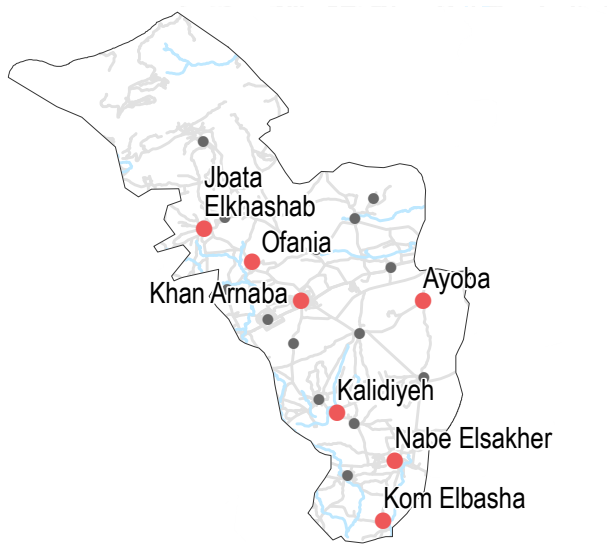 Jbata
Elkhashab
Ofania
Khan Arnaba
Ayoba
Kalidiyeh
Nabe Elsakher
Kom Elbasha